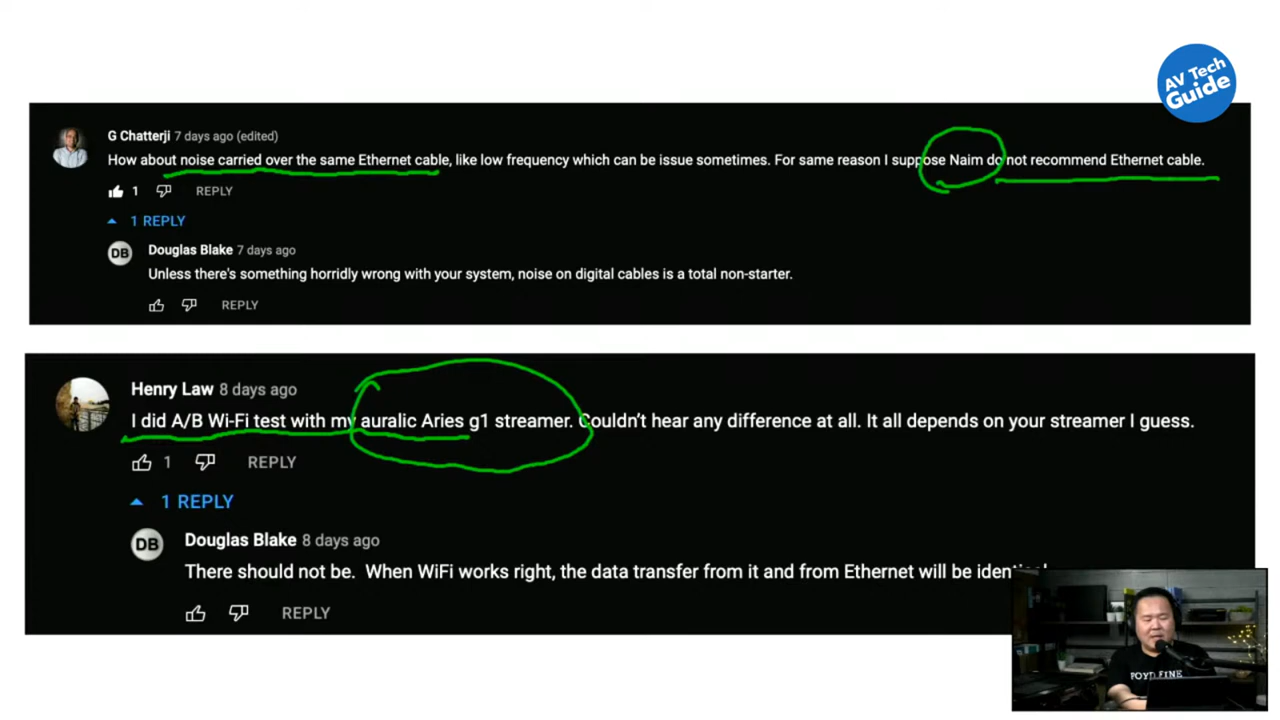 AV Tech
Guide
G Chatterji 7 days ago (edited)
How about noise carried over the same Ethernet cable, like low frequency which can be issue sometimes. For same reason I suppose Naim do not recommend Ethernet cable.
1 REPLY
1 REPLY
DB Douglas Blake 7 days ago
Unless there's something horridly wrong with your system, noise on digital cables is a total non-starter.
REPLY
Henry Law 8 days ago
I did A/B Wi-Fi test with my auralic Aries g1 streamer. Couldn't hear any difference at all. It all depends on your streamer I guess.
1 REPLY
1 REPLY
DB Douglas Blake 8 days ago
There should not be. When WiFi works right, the data transfer from it and from Ethernet will be
REPLY